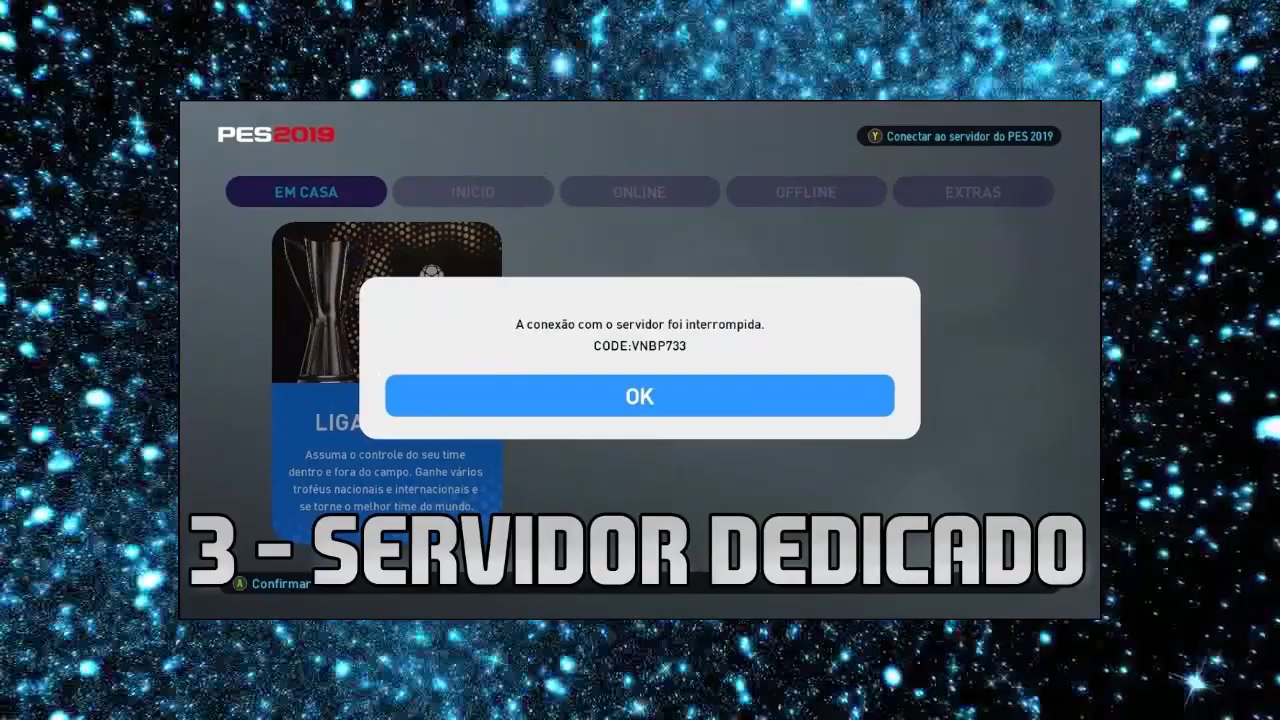 PES2019
Y Conectar ao servidor do PES 2019
EM CASA
INÍCIO
ONLINE
OFFLINE
EXTRAS
A conexão com o servidor foi interrompida.
CODE:VNBP733
OK
LIGA
Assuma o controle do seu time
dentro e fora do campo. Ganhe vários
troféus nacionais e internacionais e
se torne o melhor time do mundo.
3 - SERVIDOR DEDICADO
A Confirmar